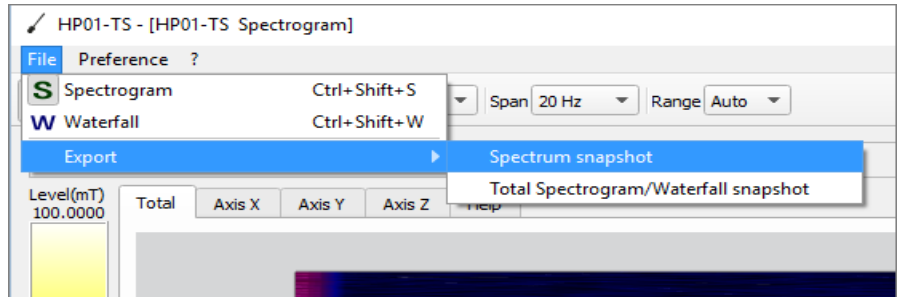 HP01-TS - [HP01-TS Spectrogram]
File Preference ?
S Spectrogram Ctrl+Shift+S
Span 20 Hz Range Auto
W Waterfall Ctrl+Shift+W
Export Spectrum snapshot
Total Spectrogram/Waterfall snapshot
Level(mT)
100.0000
Total Axis X Axis Y Axis Z Help